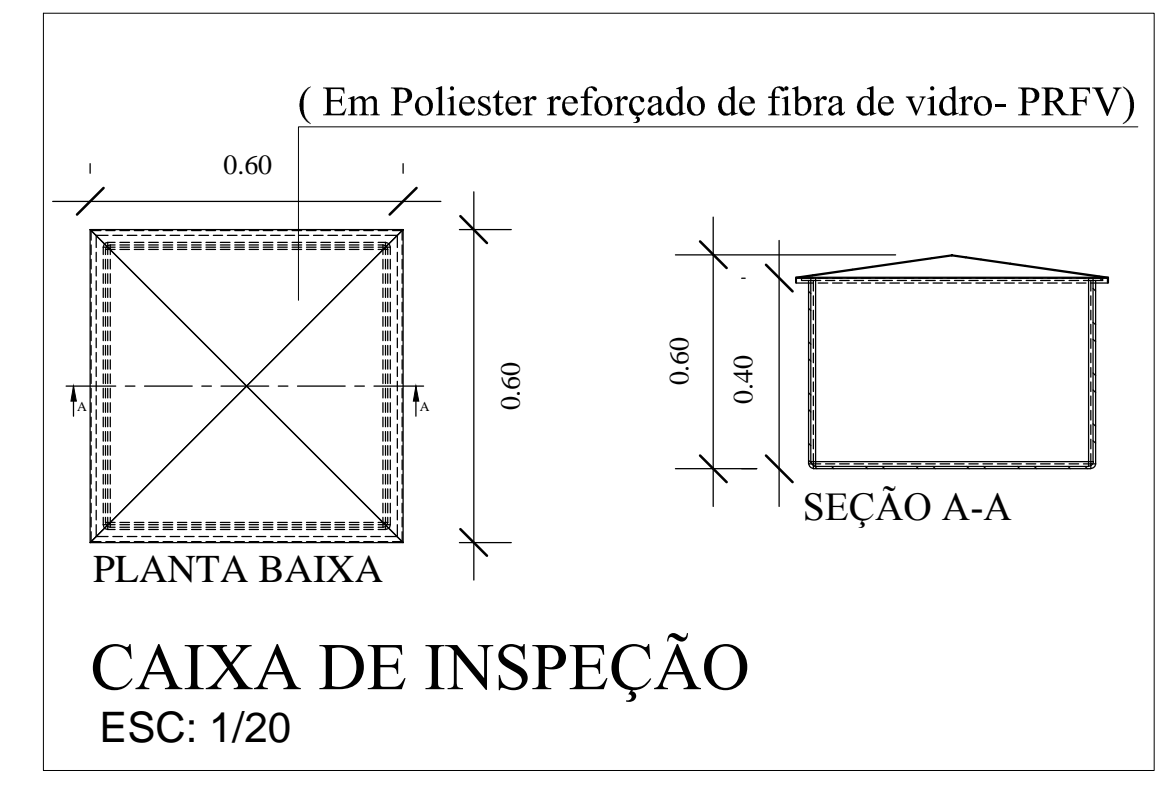 ( Em Poliester reforçado de fibra de vidro- PRFV)
0.60
0.60
A
A
PLANTA BAIXA
0.60
0.40
SEÇÃO A-A
CAIXA DE INSPEÇÃO
ESC: 1/20